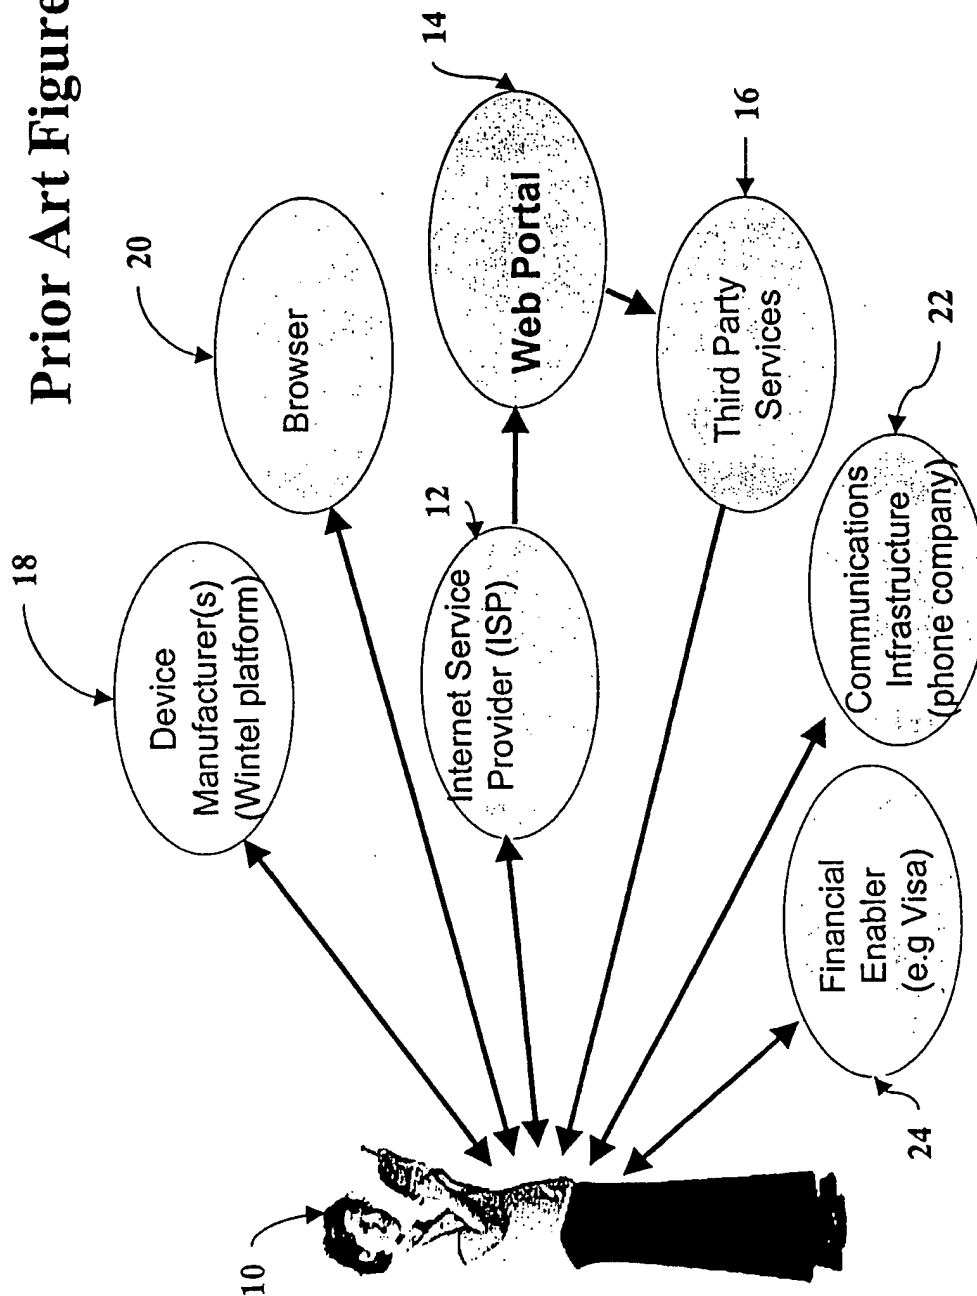 Prior Art Figure
18
Device
Manufacturer(s)
(Wintel platform)
20
Browser
10
12
Internet Service
Provider (ISP)
14
Web Portal
16
Third Party
Services
22
Communications
Infrastructure
(phone company)
24
Financial
Enabler
(e.g Visa)